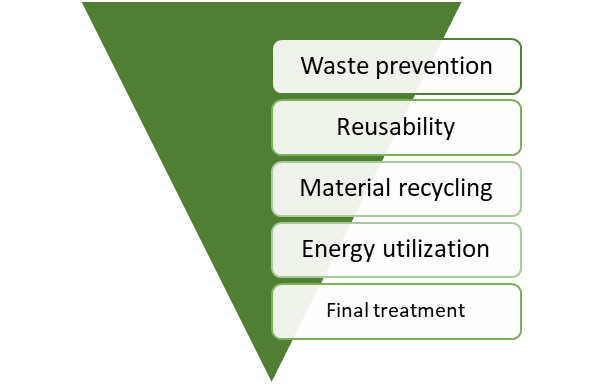 Waste prevention
Reusability
Material recycling
Energy utilization
Final treatment